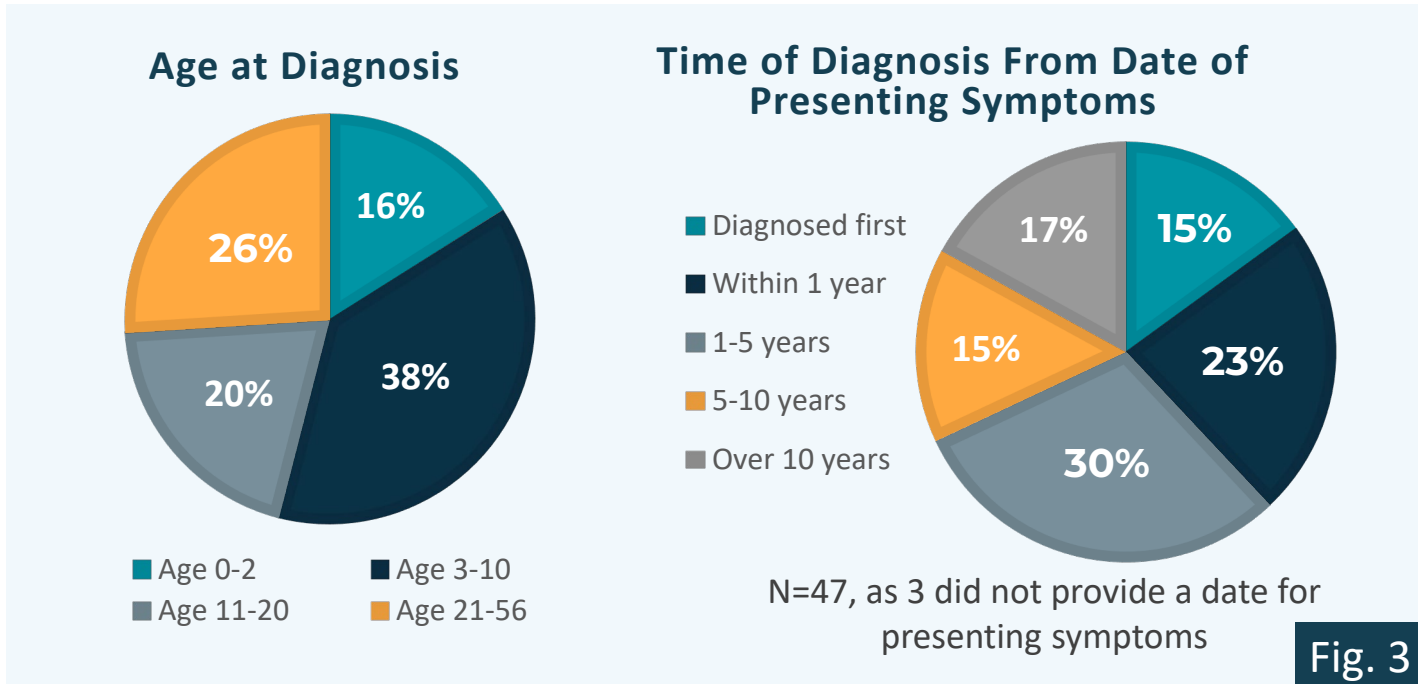 Age at Diagnosis
16%
38%
20%
26%
Age 0-2
Age 3-10
Age 11-20
Age 21-56
Time of Diagnosis From Date of
Presenting Symptoms
Diagnosed first
Within 1 year
1-5 years
5-10 years
Over 10 years
15%
23%
30%
15%
17%
N=47, as 3 did not provide a date for
presenting symptoms
Fig. 3